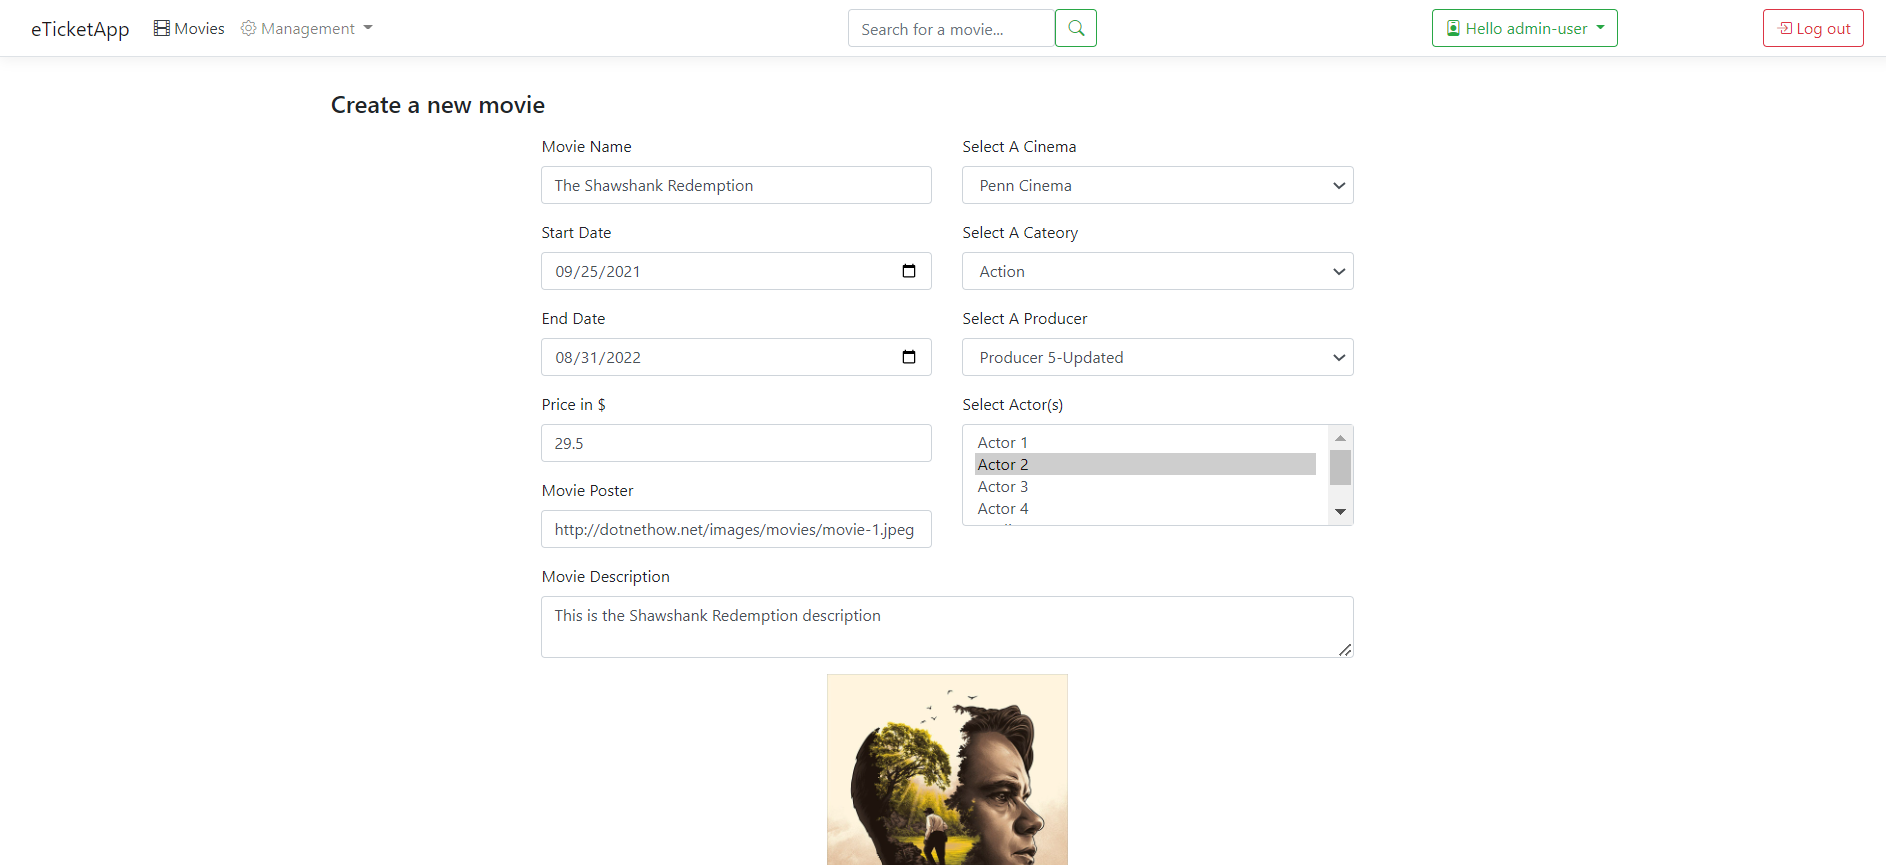 eTicketApp Movies Management Search for a movie... Hello admin-user Log out
Create a new movie
Movie Name
The Shawshank Redemption
Start Date
09/25/2021
End Date
08/31/2022
Price in $
29.5
Movie Poster
http://dotnethow.net/images/movies/movie-1.jpeg
Select A Cinema
Penn Cinema
Select A Cateory
Action
Select A Producer
Producer 5-Updated
Select Actor(s)
Actor 1
Actor 2
Actor 3
Actor 4
Movie Description
This is the Shawshank Redemption description